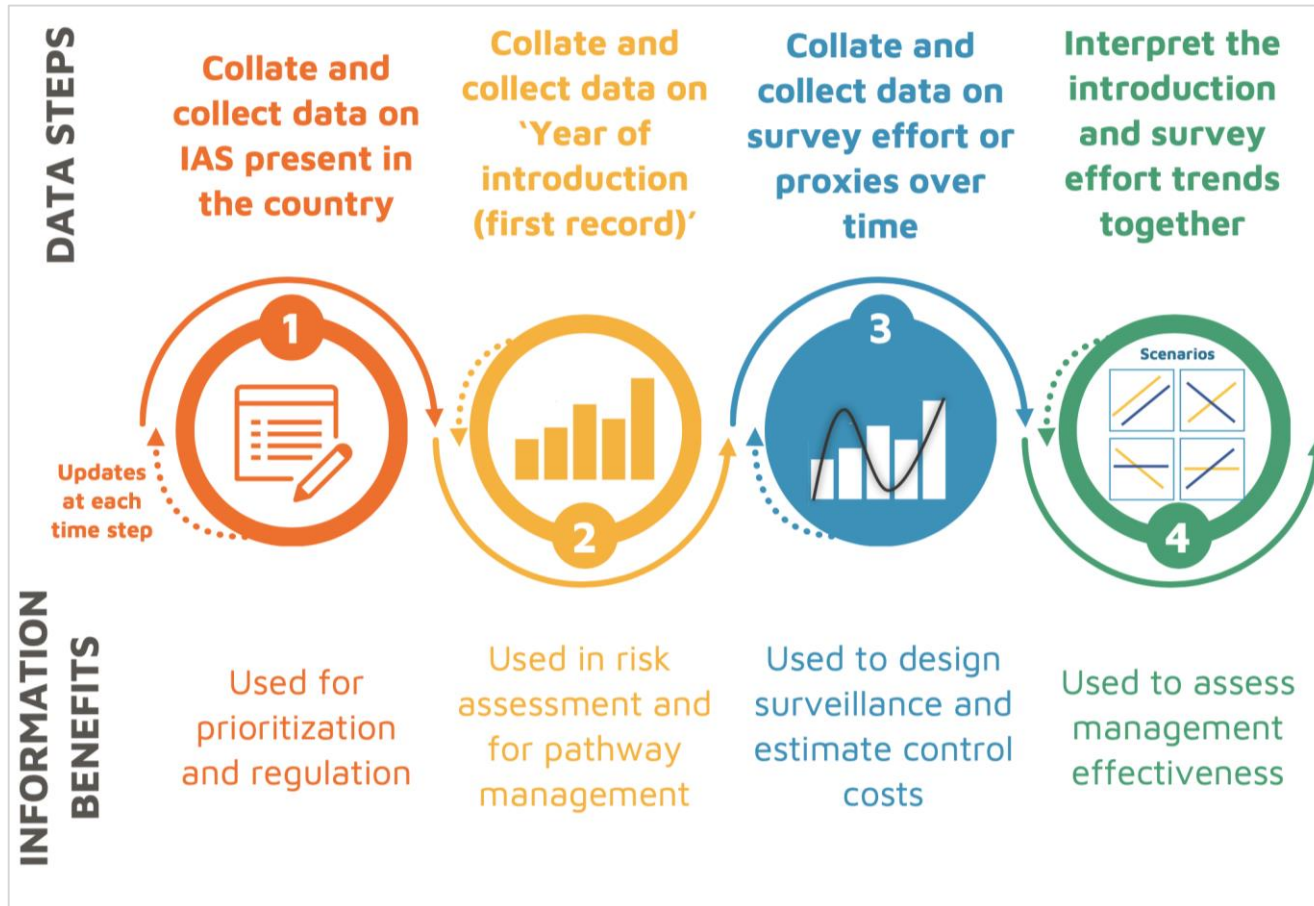 DATA STEPS
Collate and
collect data on
IAS present in
the country
Collate and
collect data on
‘Year of
introduction
(first record)’
Collate and
collect data on
survey effort or
proxies over
time
Interpret the
introduction
and survey
effort trends
together
1
2
3
4
Scenarios
Updates
at each
time step
INFORMATION
BENEFITS
Used for
prioritization
and regulation
Used in risk
assessment and
for pathway
management
Used to design
surveillance and
estimate control
costs
Used to assess
management
effectiveness